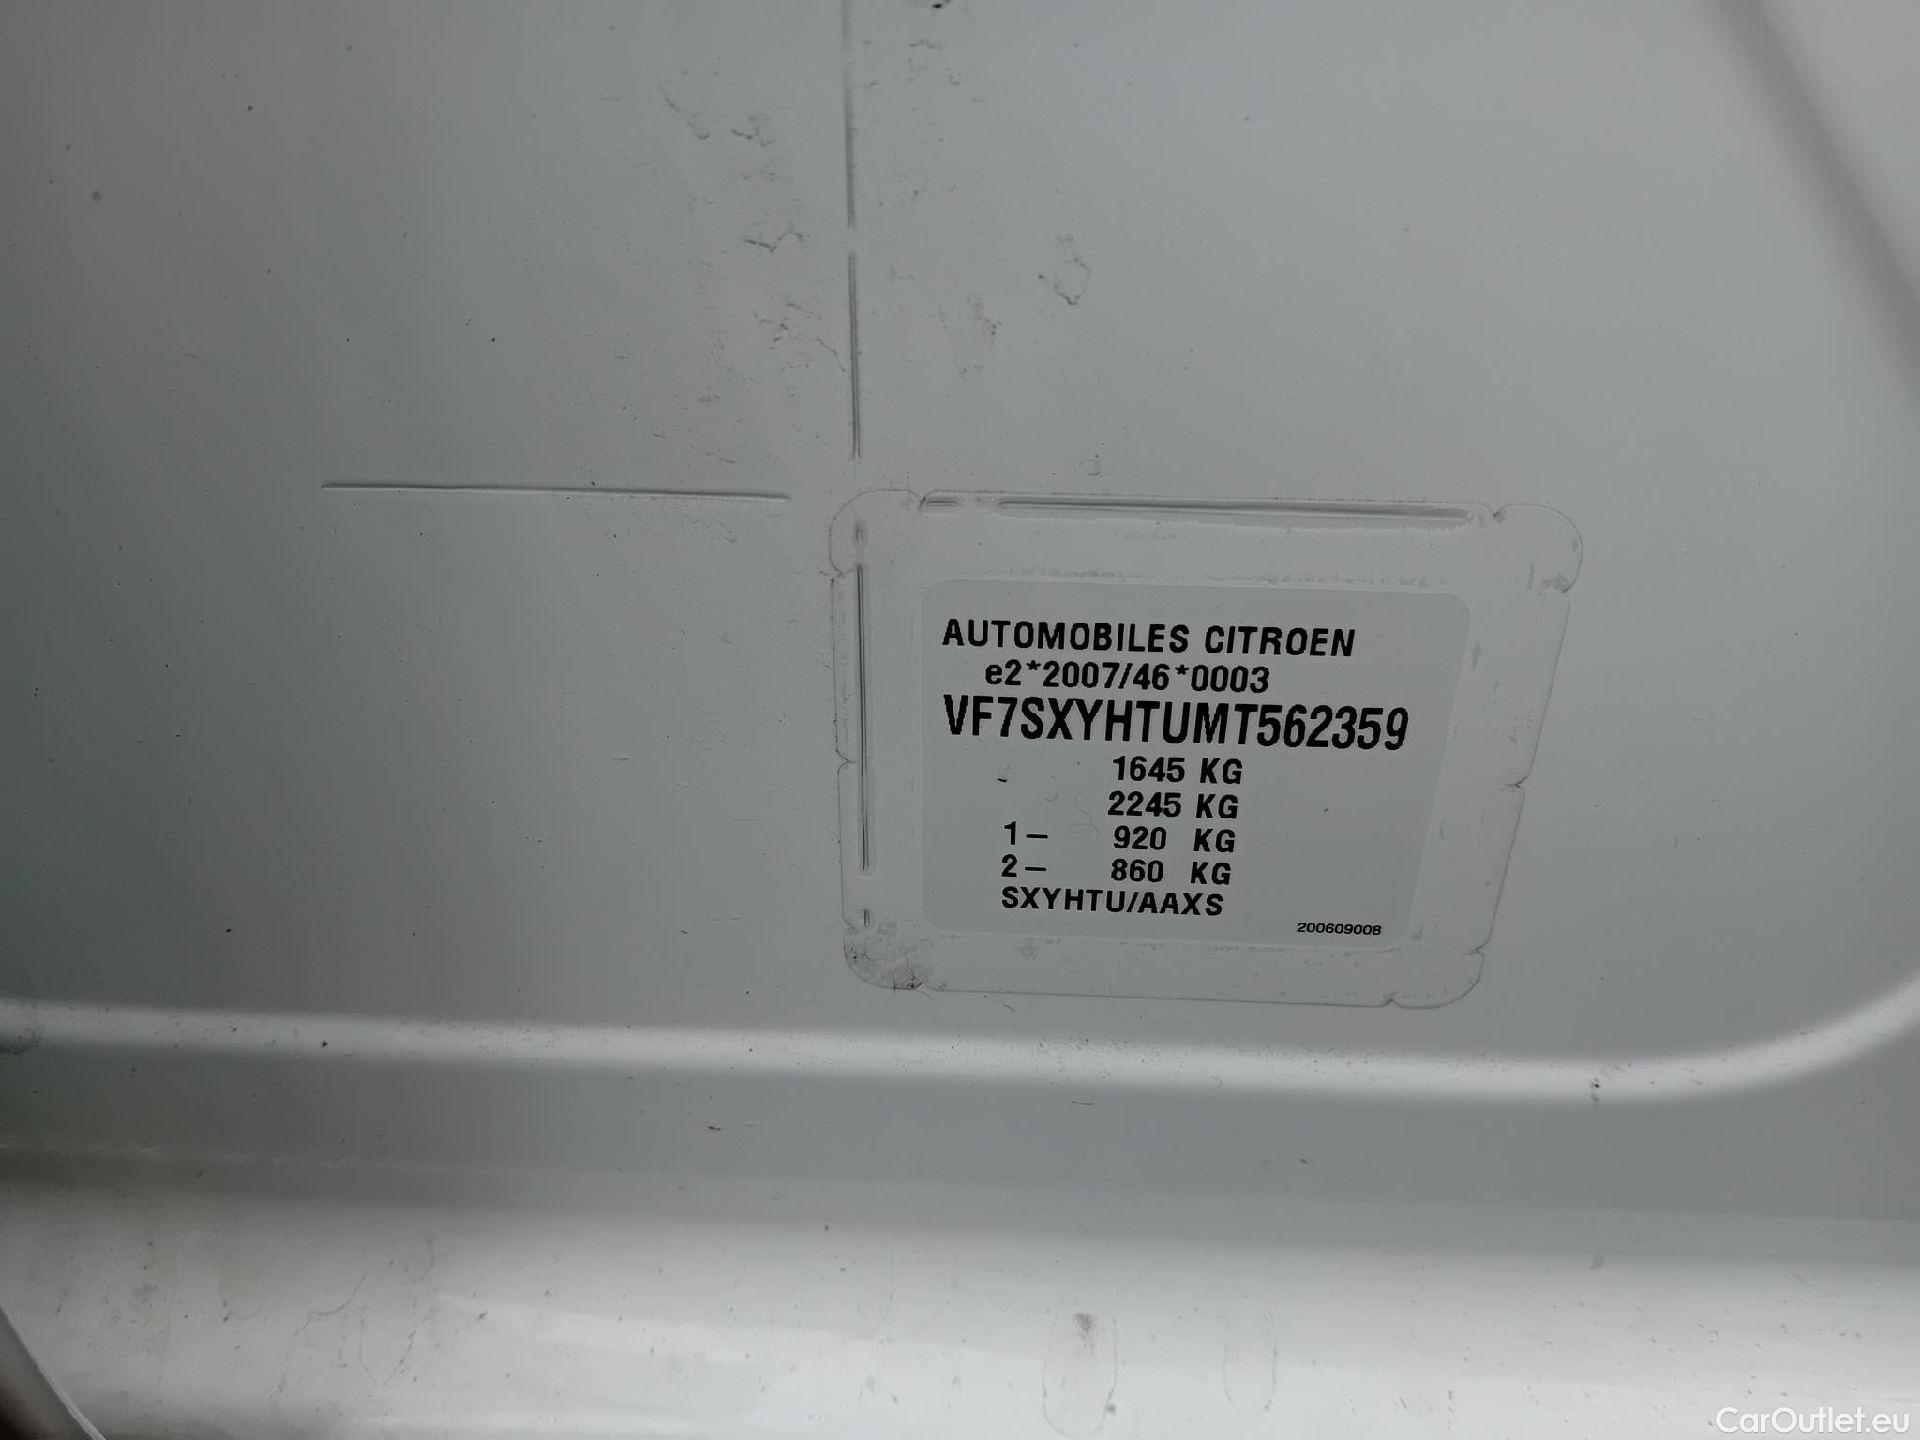 AUTOMOBILES CITROEN
e2*2007/46*0003
VF7SXYHTUMT562359
1645 KG
2245 KG
1- 920 KG
2- 860 KG
SXYHTU/AAXS
200609008
CarOutlet.eu